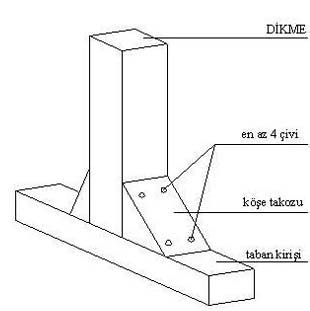 DİKME
en az 4 çivi
köşe takozu
taban kirişi